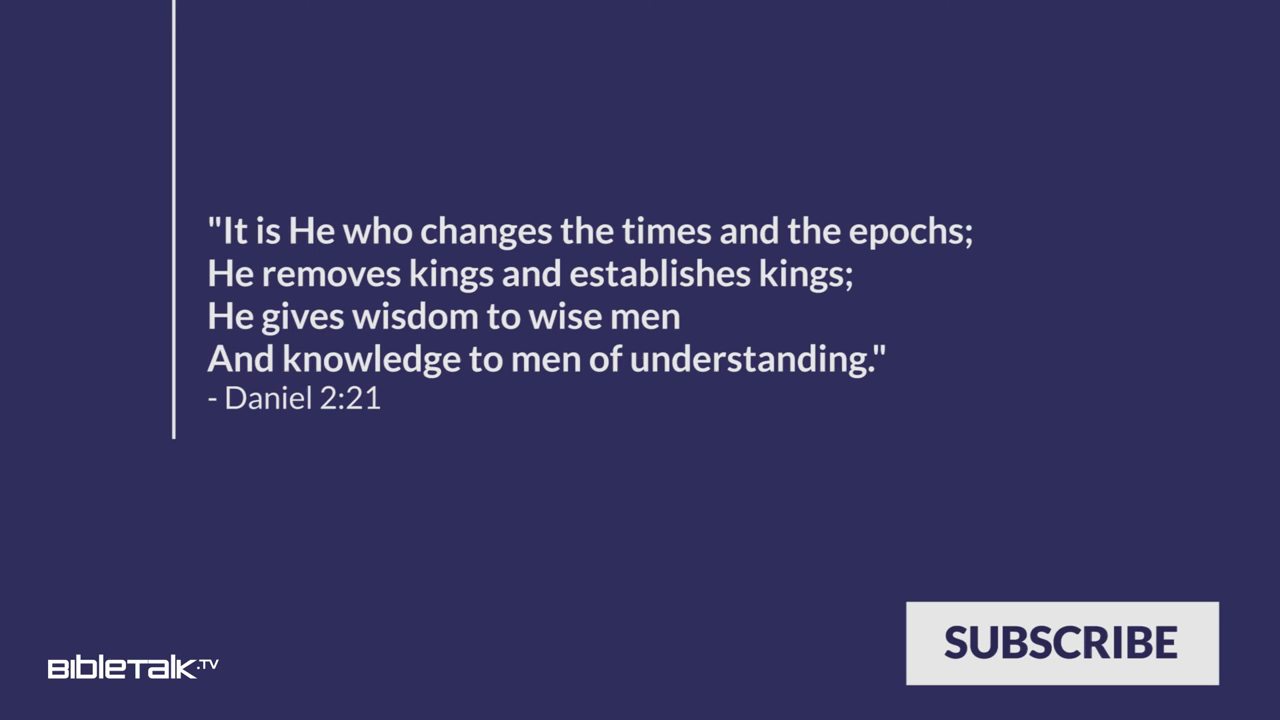 "It is He who changes the times and the epochs;
He removes kings and establishes kings;
He gives wisdom to wise men
And knowledge to men of understanding."
- Daniel 2:21
SUBSCRIBE
BIBLETALK.TV